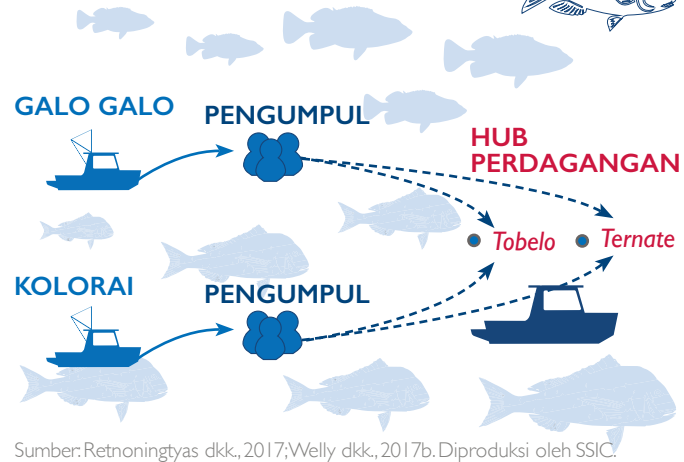 GALO GALO
PENGUMPUL
HUB
PERDAGANGAN
Tobelo
Ternate
KOLORAI
PENGUMPUL
Sumber: Retnoningtyas dkk., 2017; Welly dkk., 2017b. Diproduksi oleh SSIC.